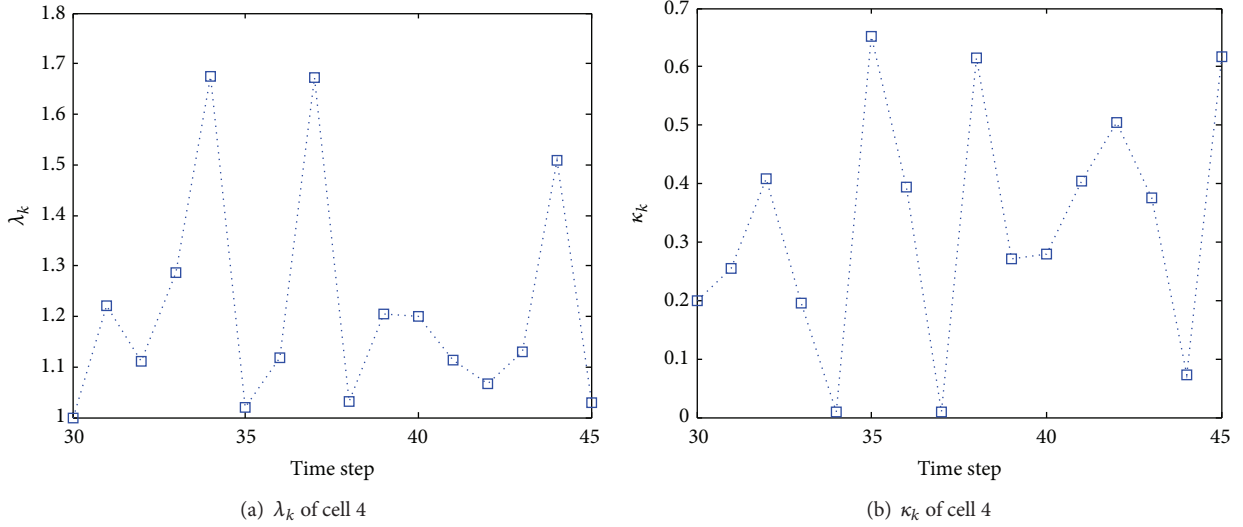 1.8
1.7
1.6
1.5
1.4
1.3
1.2
1.1
1
λk
30 35 40 45
Time step
(a) λk of cell 4
0.7
0.6
0.5
0.4
0.3
0.2
0.1
0
κk
30 35 40 45
Time step
(b) κk of cell 4